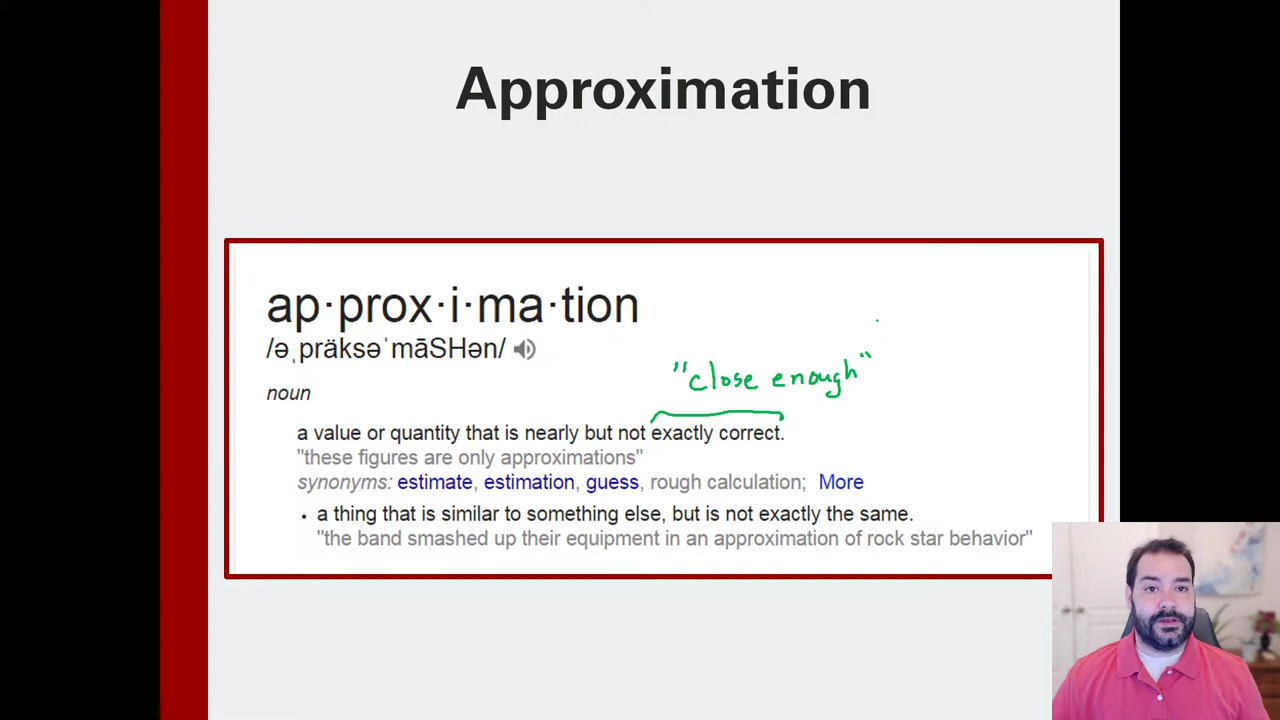 Approximation
ap·prox·i·ma·tion
/əˌpräksəˈmāSHən/
"close enough"
noun
a value or quantity that is nearly but not exactly correct.
"these figures are only approximations"
synonyms: estimate, estimation, guess, rough calculation; More
• a thing that is similar to something else, but is not exactly the same.
"the band smashed up their equipment in an approximation of rock star behavior"